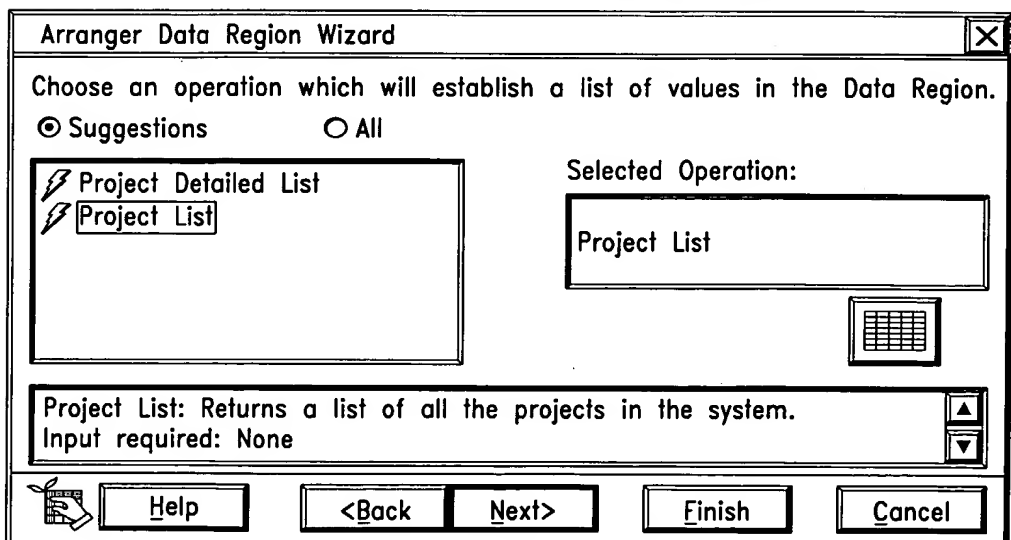 Arranger Data Region Wizard
Choose an operation which will establish a list of values in the Data Region.
Suggestions All
Project Detailed List
Project List
Selected Operation:
Project List
Project List: Returns a list of all the projects in the system.
Input required: None
Help <Back Next> Finish Cancel